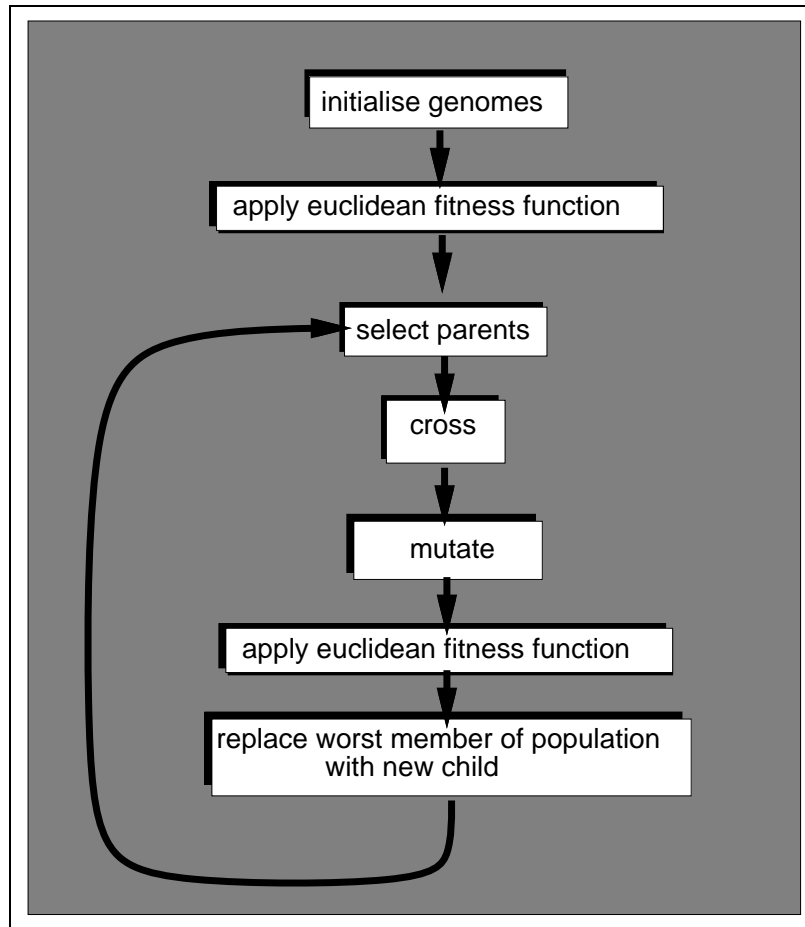 initialise genomes
apply euclidean fitness function
select parents
cross
mutate
apply euclidean fitness function
replace worst member of population
with new child